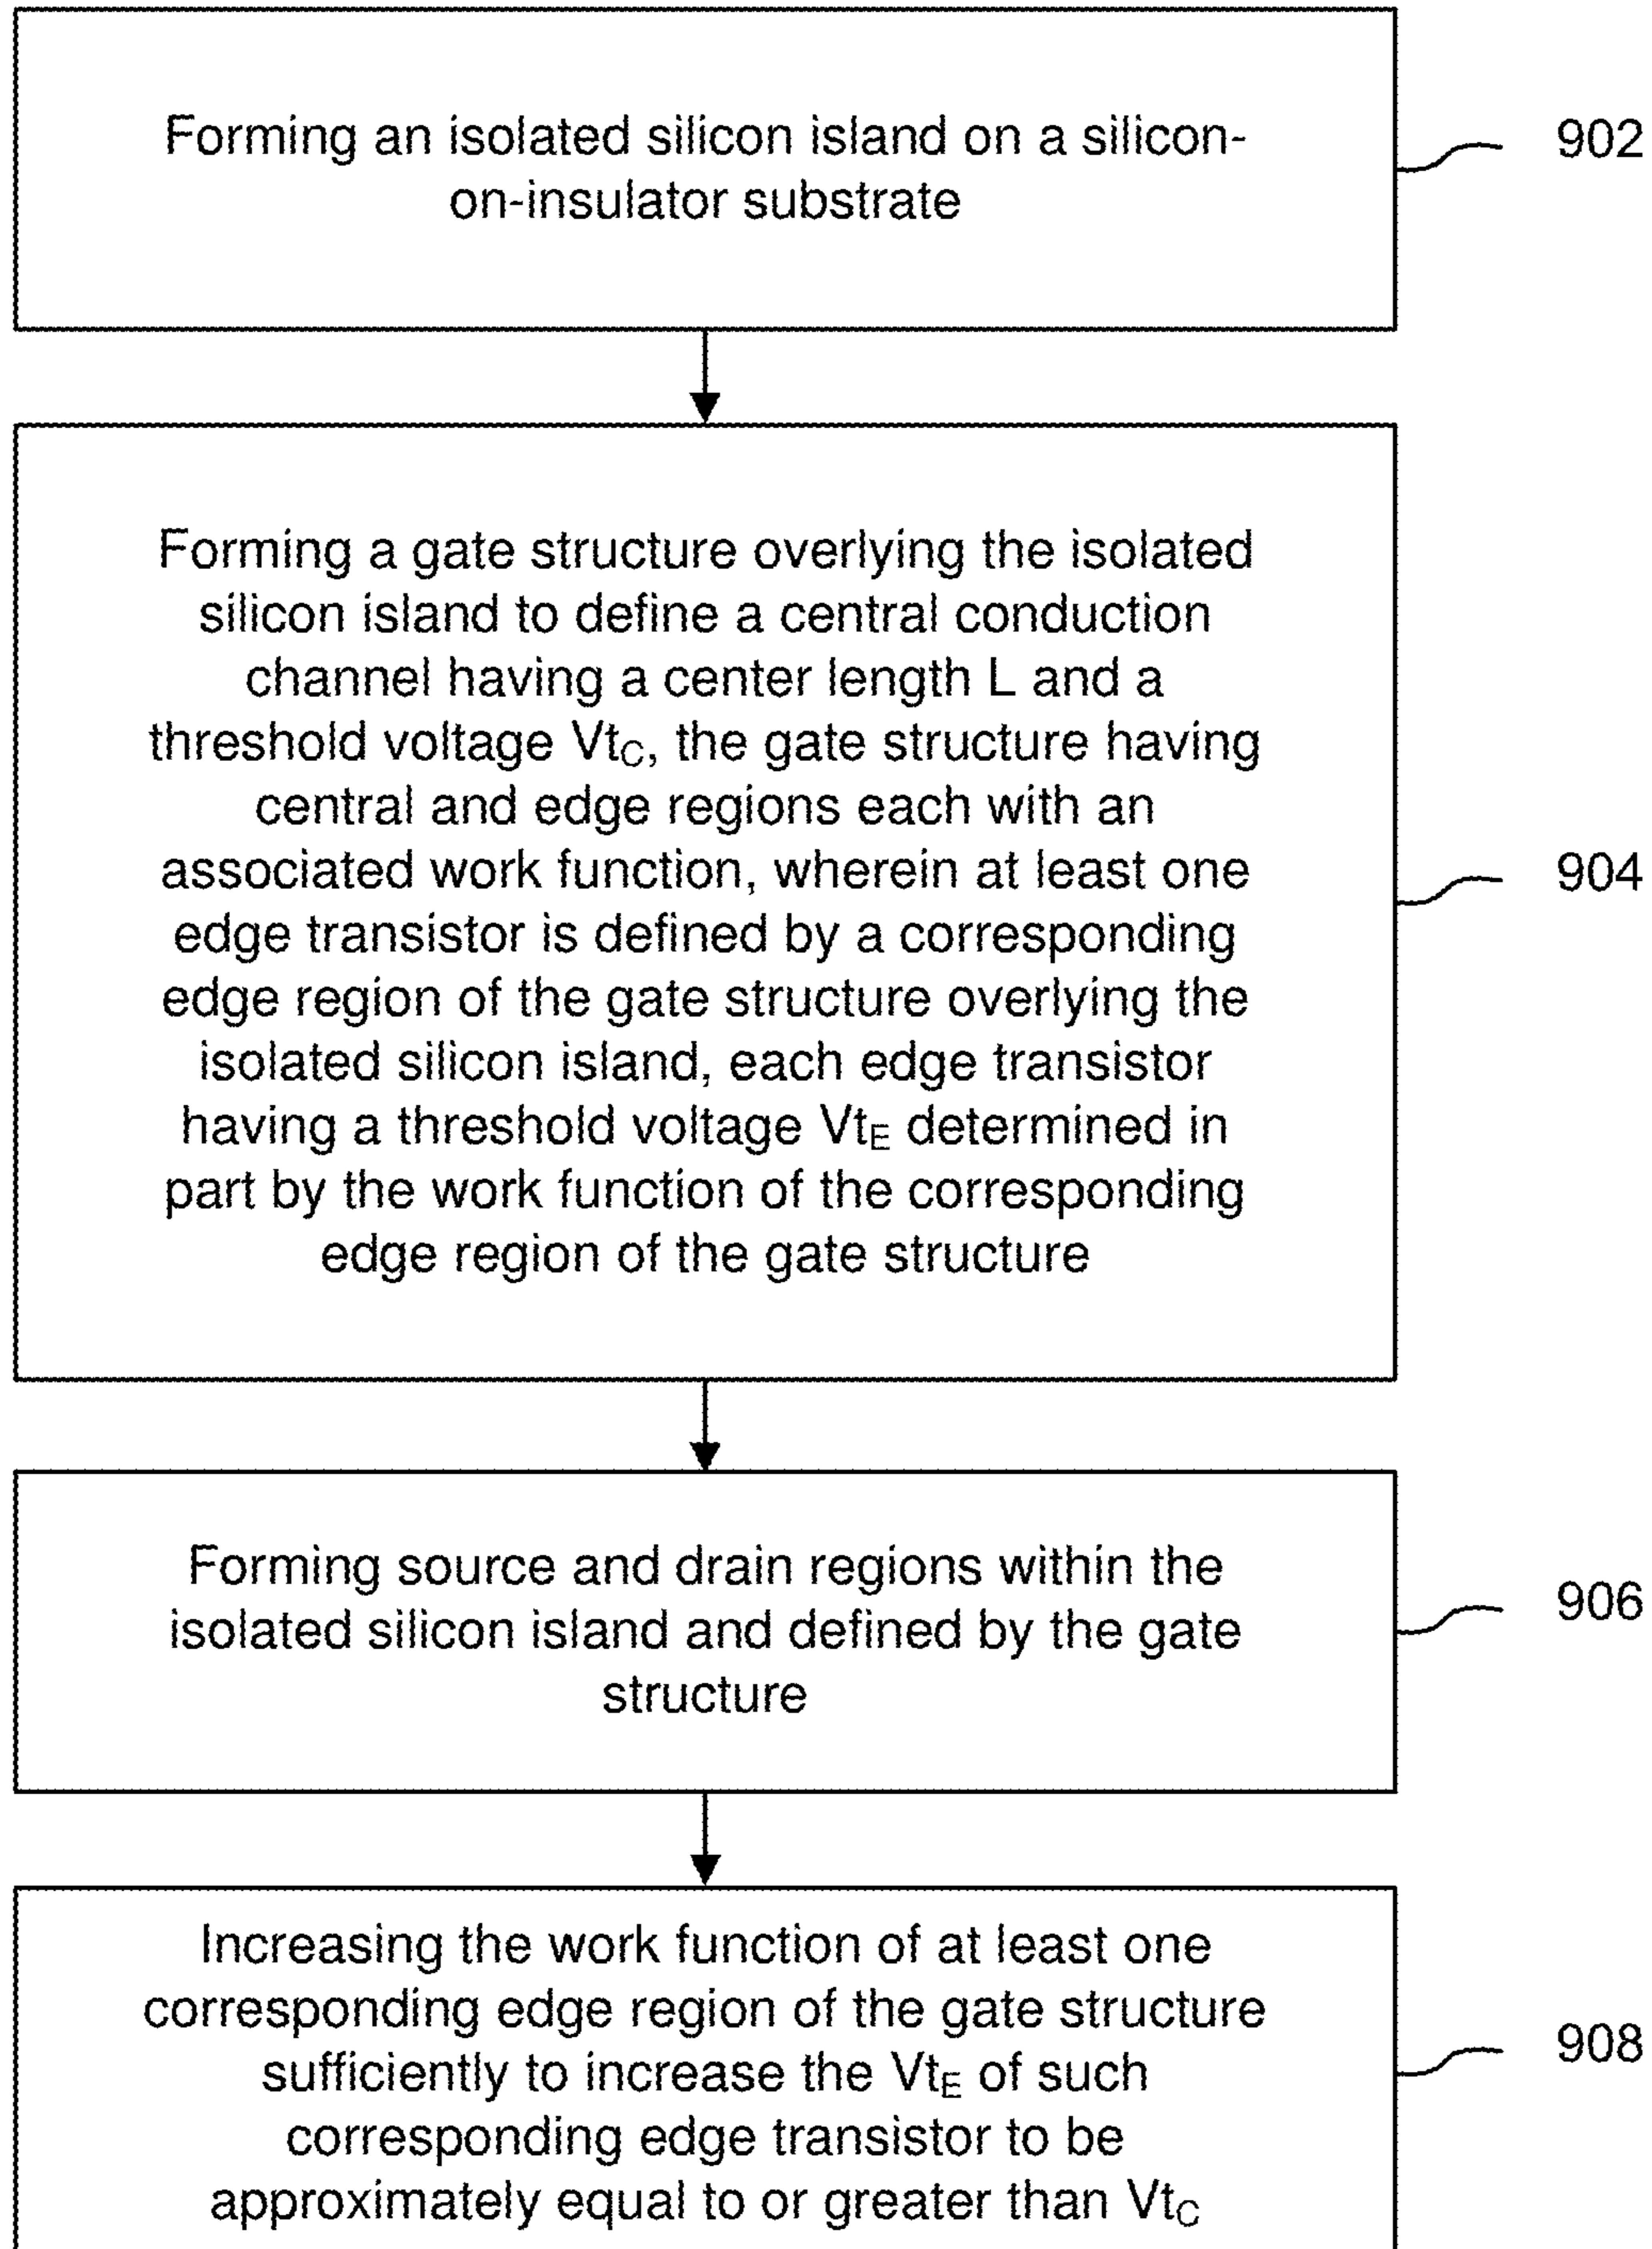 Forming an isolated silicon island on a silicon-
on-insulator substrate
902
Forming a gate structure overlying the isolated
silicon island to define a central conduction
channel having a center length L and a
threshold voltage Vt_C, the gate structure having
central and edge regions each with an
associated work function, wherein at least one
edge transistor is defined by a corresponding
edge region of the gate structure overlying the
isolated silicon island, each edge transistor
having a threshold voltage Vt_E determined in
part by the work function of the corresponding
edge region of the gate structure
904
Forming source and drain regions within the
isolated silicon island and defined by the gate
structure
906
Increasing the work function of at least one
corresponding edge region of the gate structure
sufficiently to increase the Vt_E of such
corresponding edge transistor to be
approximately equal to or greater than Vt_C
908